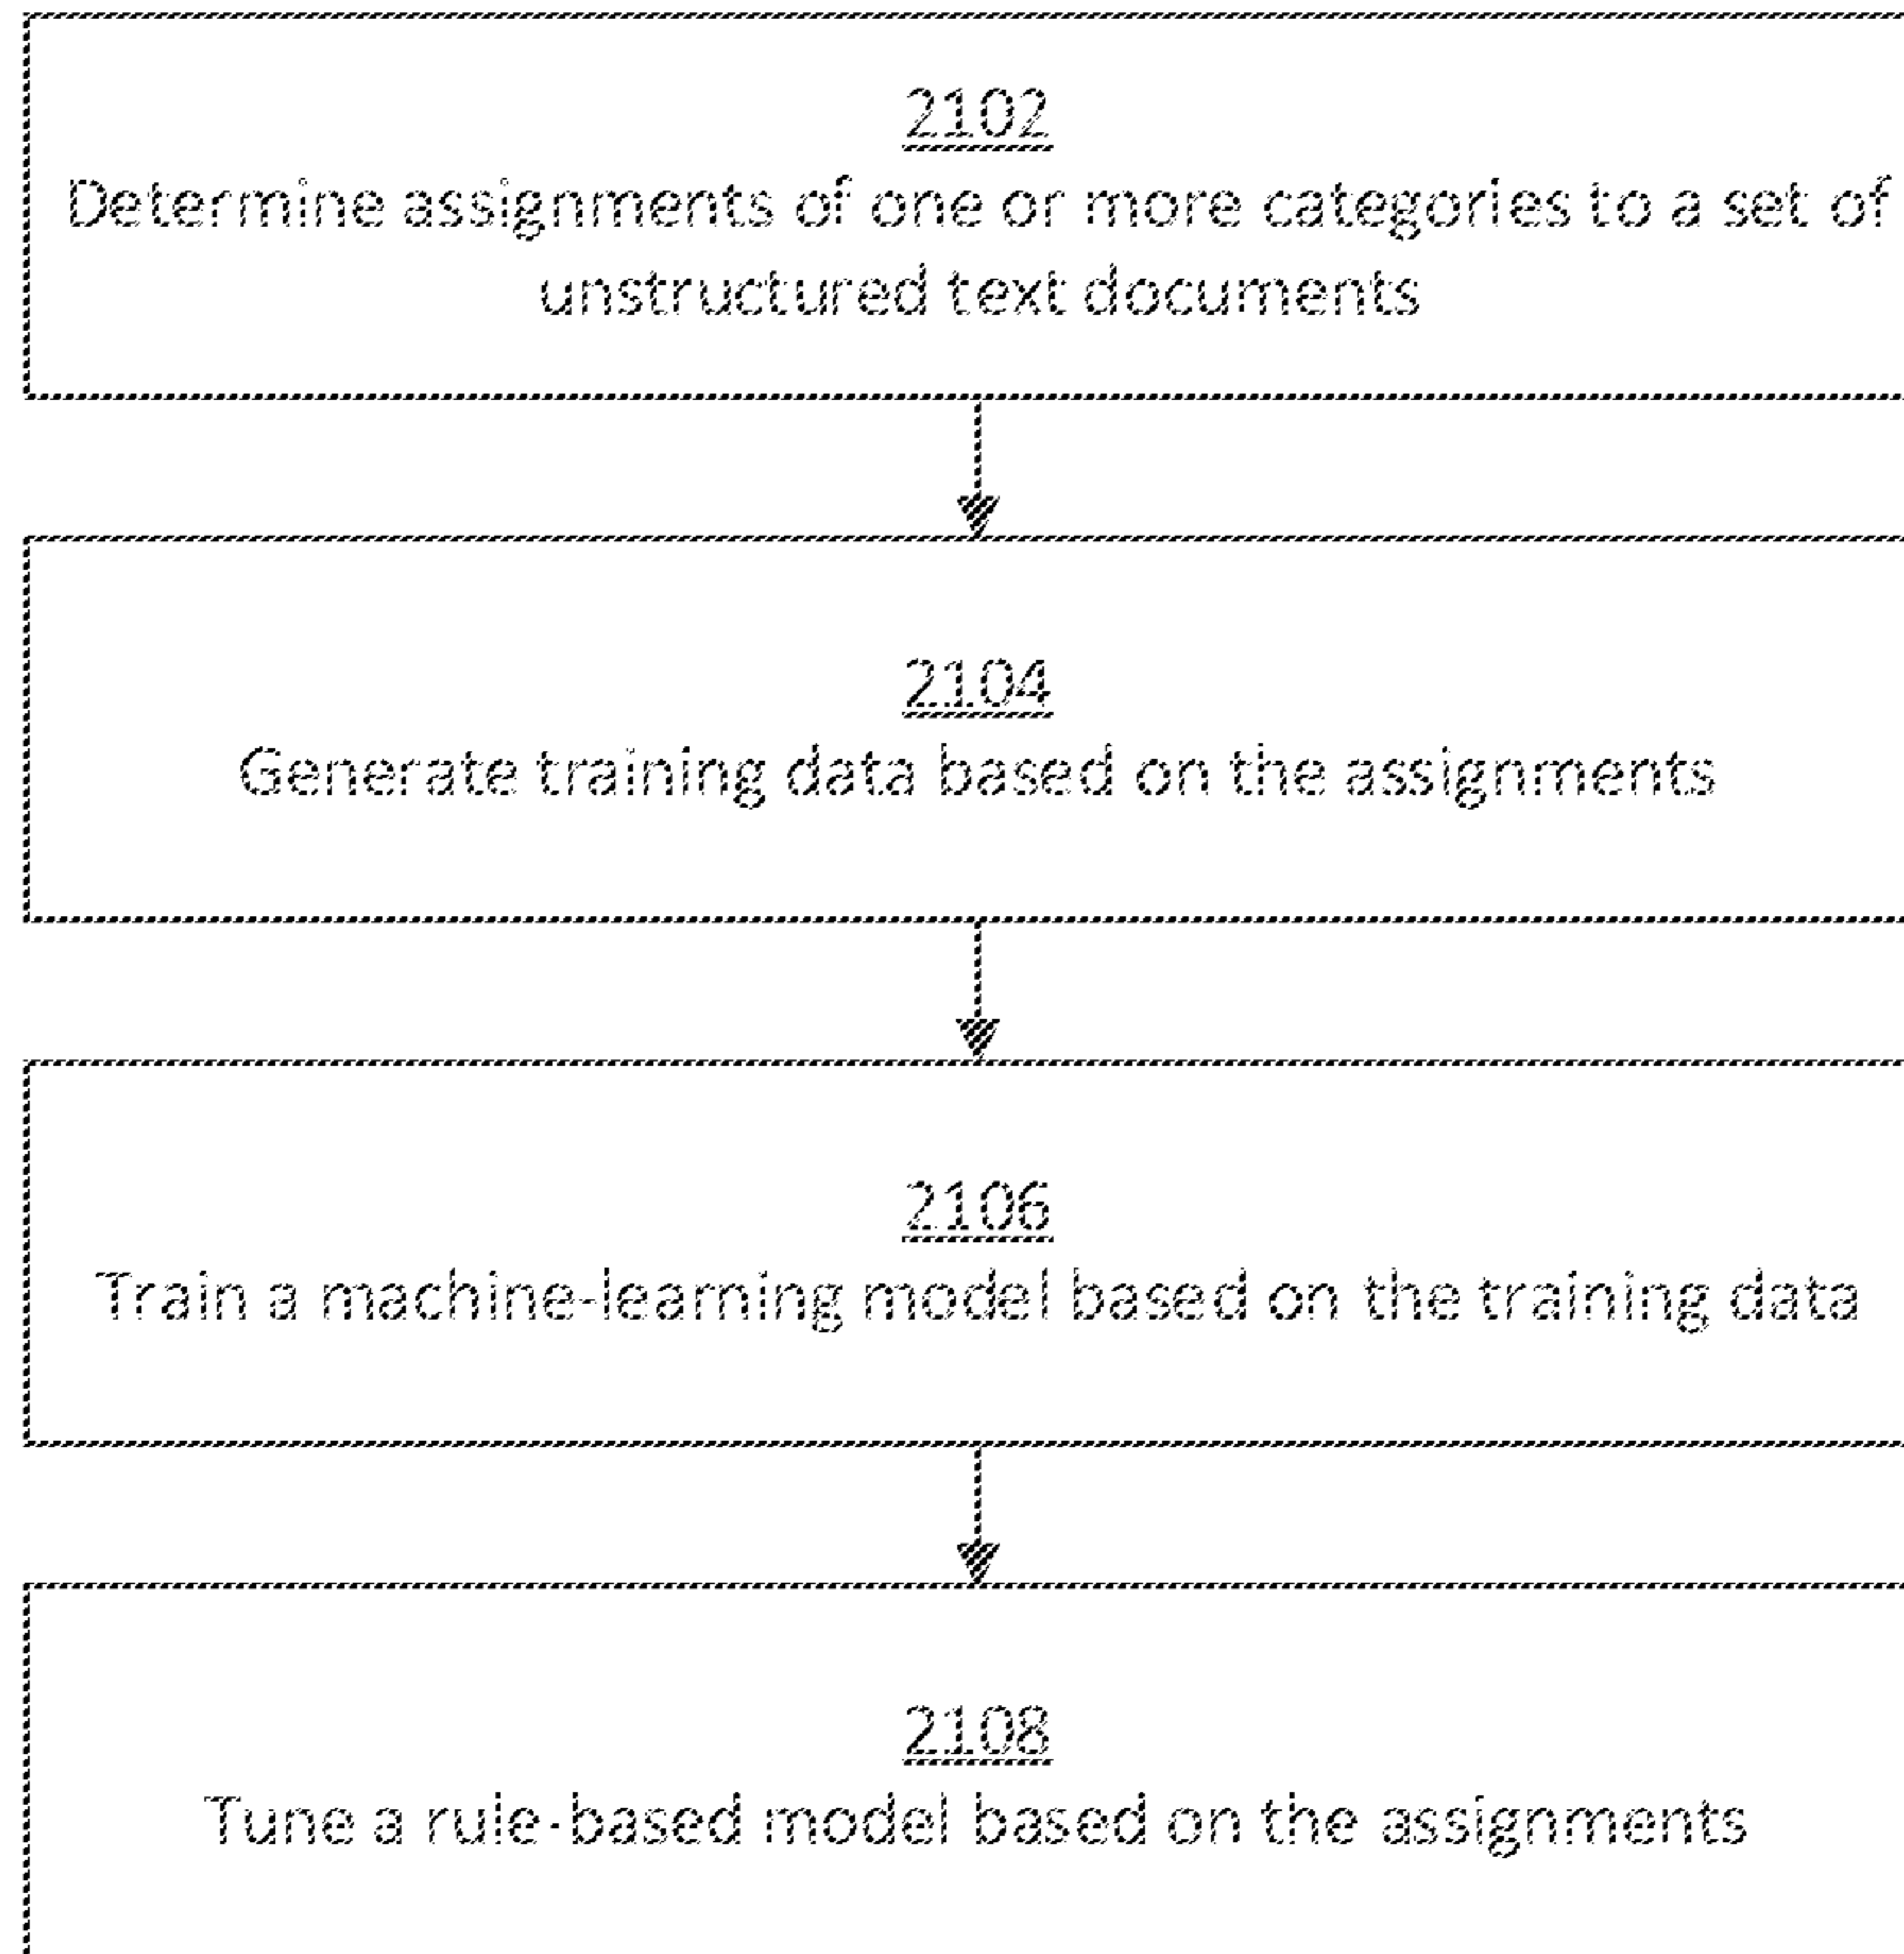 2102
Determine assignments of one or more categories to a set of
unstructured text documents
2104
Generate training data based on the assignments
2106
Train a machine-learning model based on the training data
2108
Tune a rule-based model based on the assignments